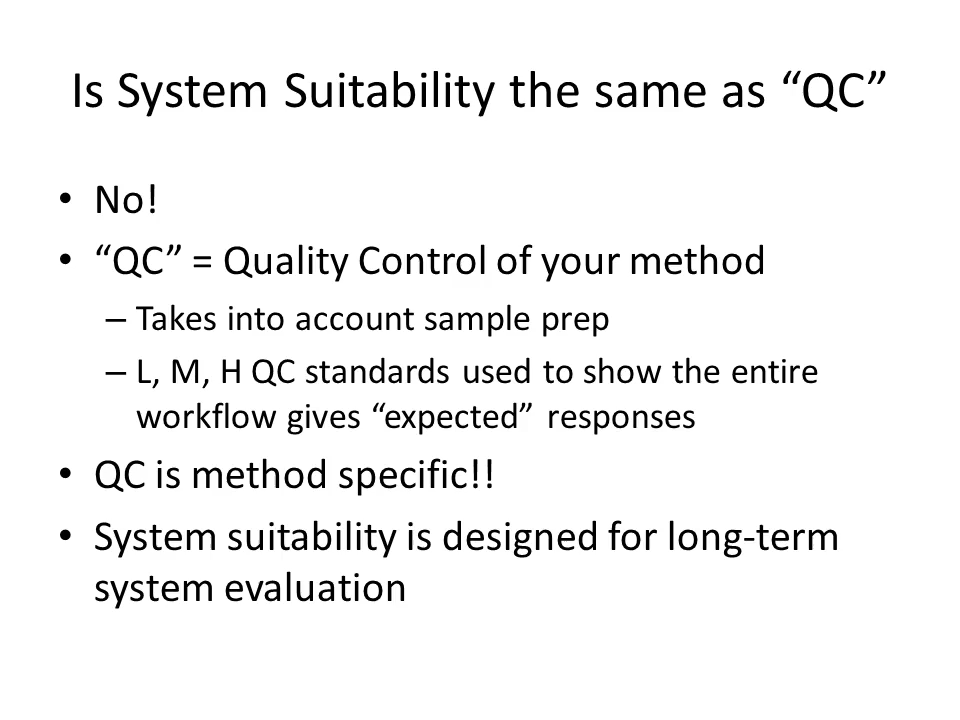 Is System Suitability the same as “QC”
• No!
• “QC” = Quality Control of your method
– Takes into account sample prep
– L, M, H QC standards used to show the entire
workflow gives “expected” responses
• QC is method specific!!
• System suitability is designed for long-term
system evaluation